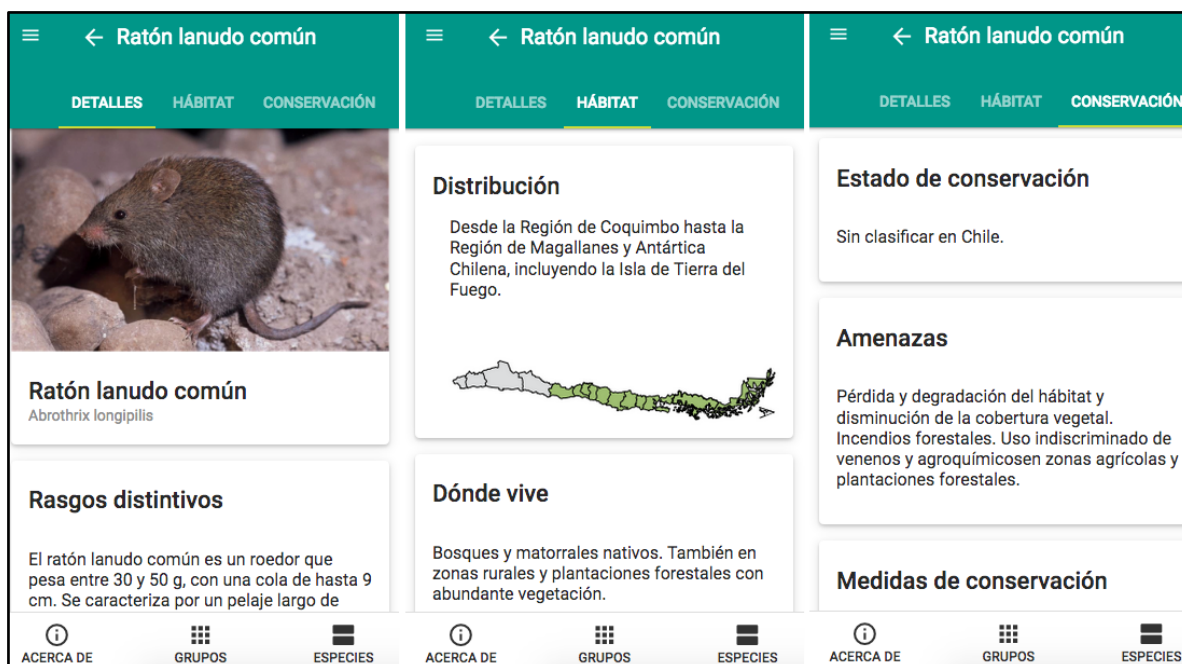 Ratón lanudo común
DETALLES HÁBITAT CONSERVACIÓN
Ratón lanudo común
Abrothrix longipilis
Rasgos distintivos
El ratón lanudo común es un roedor que
pesa entre 30 y 50 g, con una cola de hasta 9
cm. Se caracteriza por un pelaje largo de
ACERCA DE GRUPOS ESPECIES
Ratón lanudo común
DETALLES HÁBITAT CONSERVACIÓN
Distribución
Desde la Región de Coquimbo hasta la
Región de Magallanes y Antártica
Chilena, incluyendo la Isla de Tierra del
Fuego.
Dónde vive
Bosques y matorrales nativos. También en
zonas rurales y plantaciones forestales con
abundante vegetación.
ACERCA DE GRUPOS ESPECIES
Ratón lanudo común
DETALLES HÁBITAT CONSERVACIÓN
Estado de conservación
Sin clasificar en Chile.
Amenazas
Pérdida y degradación del hábitat y
disminución de la cobertura vegetal.
Incendios forestales. Uso indiscriminado de
venenos y agroquímicosen zonas agrícolas y
plantaciones forestales.
Medidas de conservación
ACERCA DE GRUPOS ESPECIES